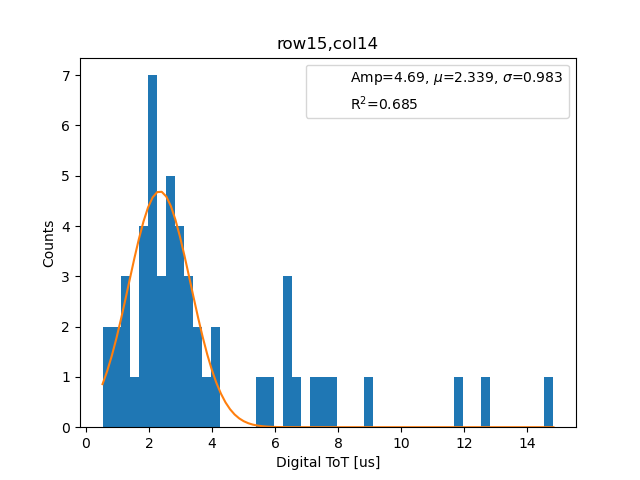 row15,col14
Amp=4.69, μ=2.339, σ=0.983
R²=0.685
Counts
7
6
5
4
3
2
1
0
0 2 4 6 8 10 12 14
Digital ToT [us]